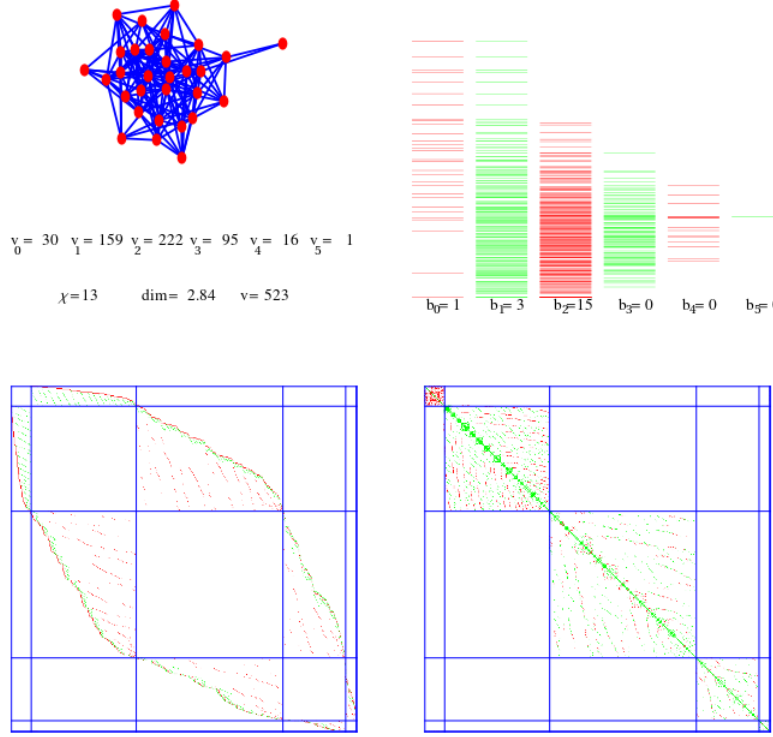 v0 = 30 v1 = 159 v2 = 222 v3 = 95 v4 = 16 v5 = 1
χ=13 dim= 2.84 v=523
b0= 1 b1= 3 b2=15 b3= 0 b4= 0 b5=